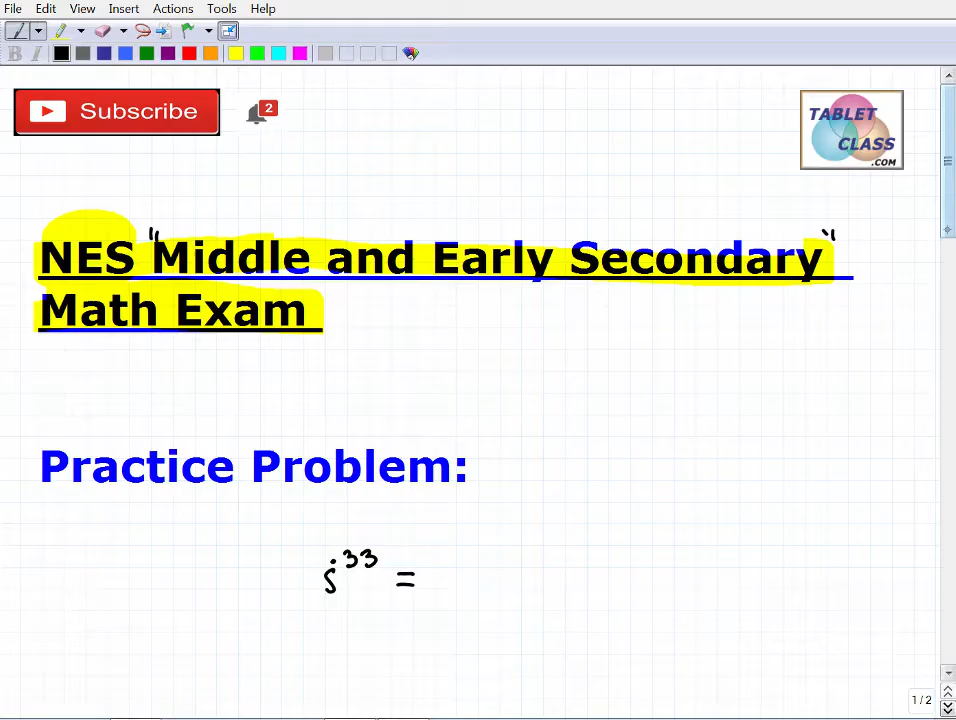 File Edit View Insert Actions Tools Help
B I
Subscribe
2
TABLET
CLASS
.COM
NES "Middle and Early Secondary"
Math Exam
Practice Problem:
i³³ =
1 / 2